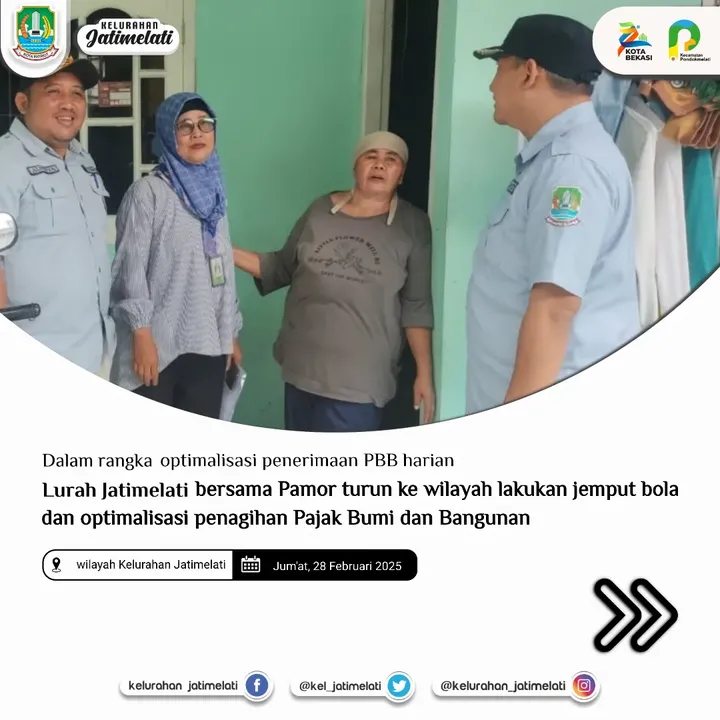 KELURAHAN
Jatimelati
KOTA BEKASI
Kecamatan Pondokmelati
Dalam rangka optimalisasi penerimaan PBB harian
Lurah Jatimelati bersama Pamor turun ke wilayah lakukan jemput bola
dan optimalisasi penagihan Pajak Bumi dan Bangunan
wilayah Kelurahan Jatimelati
Jum'at, 28 Februari 2025
kelurahan jatimelati
@kel_jatimelati
@kelurahan_jatimelati